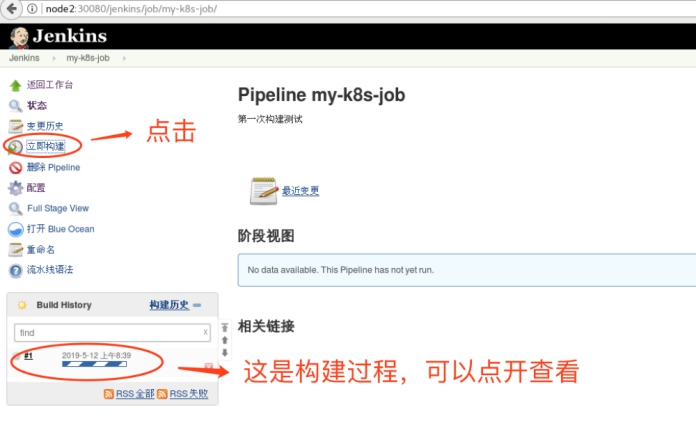 node2:30080/jenkins/job/my-k8s-job/
Jenkins
Jenkins › my-k8s-job ›
返回工作台
状态
变更历史
立即构建
点击
删除 Pipeline
配置
Full Stage View
打开 Blue Ocean
重命名
流水线语法
Build History 构建历史
find x
#1 2019-5-12 上午8:39
RSS 全部 RSS 失败
Pipeline my-k8s-job
第一次构建测试
最近变更
阶段视图
No data available. This Pipeline has not yet run.
相关链接
这是构建过程，可以点开查看